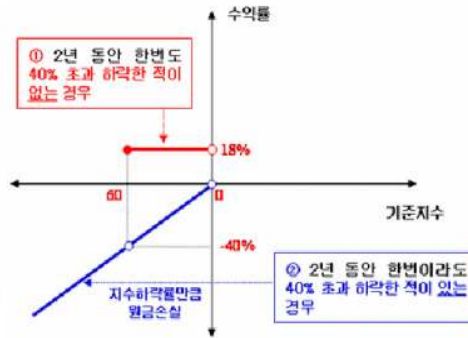 수익률
① 2년 동안 한번도
40% 초과 하락한 적이
없는 경우
18%
60
0
기준지수
-40%
② 2년 동안 한번이라도
40% 초과 하락한 적이 있는
경우
지수하락률만큼
원금손실